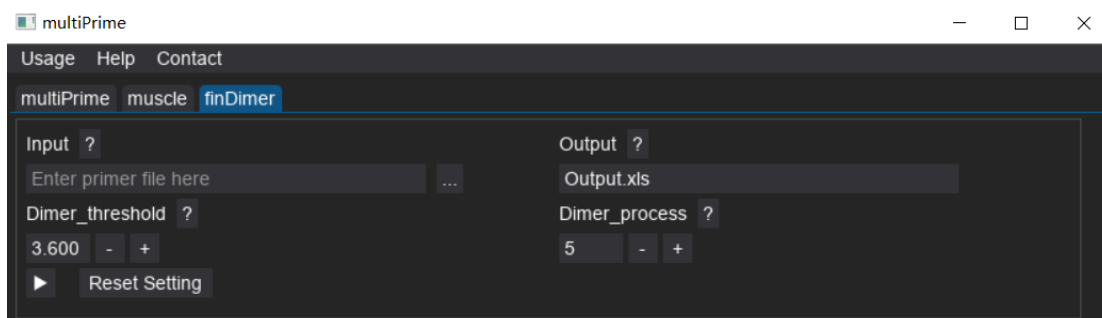 multiPrime
Usage Help Contact
multiPrime muscle finDimer
Input ? Output ?
Enter primer file here ... Output.xls
Dimer_threshold ? Dimer_process ?
3.600 - + 5 - +
Reset Setting